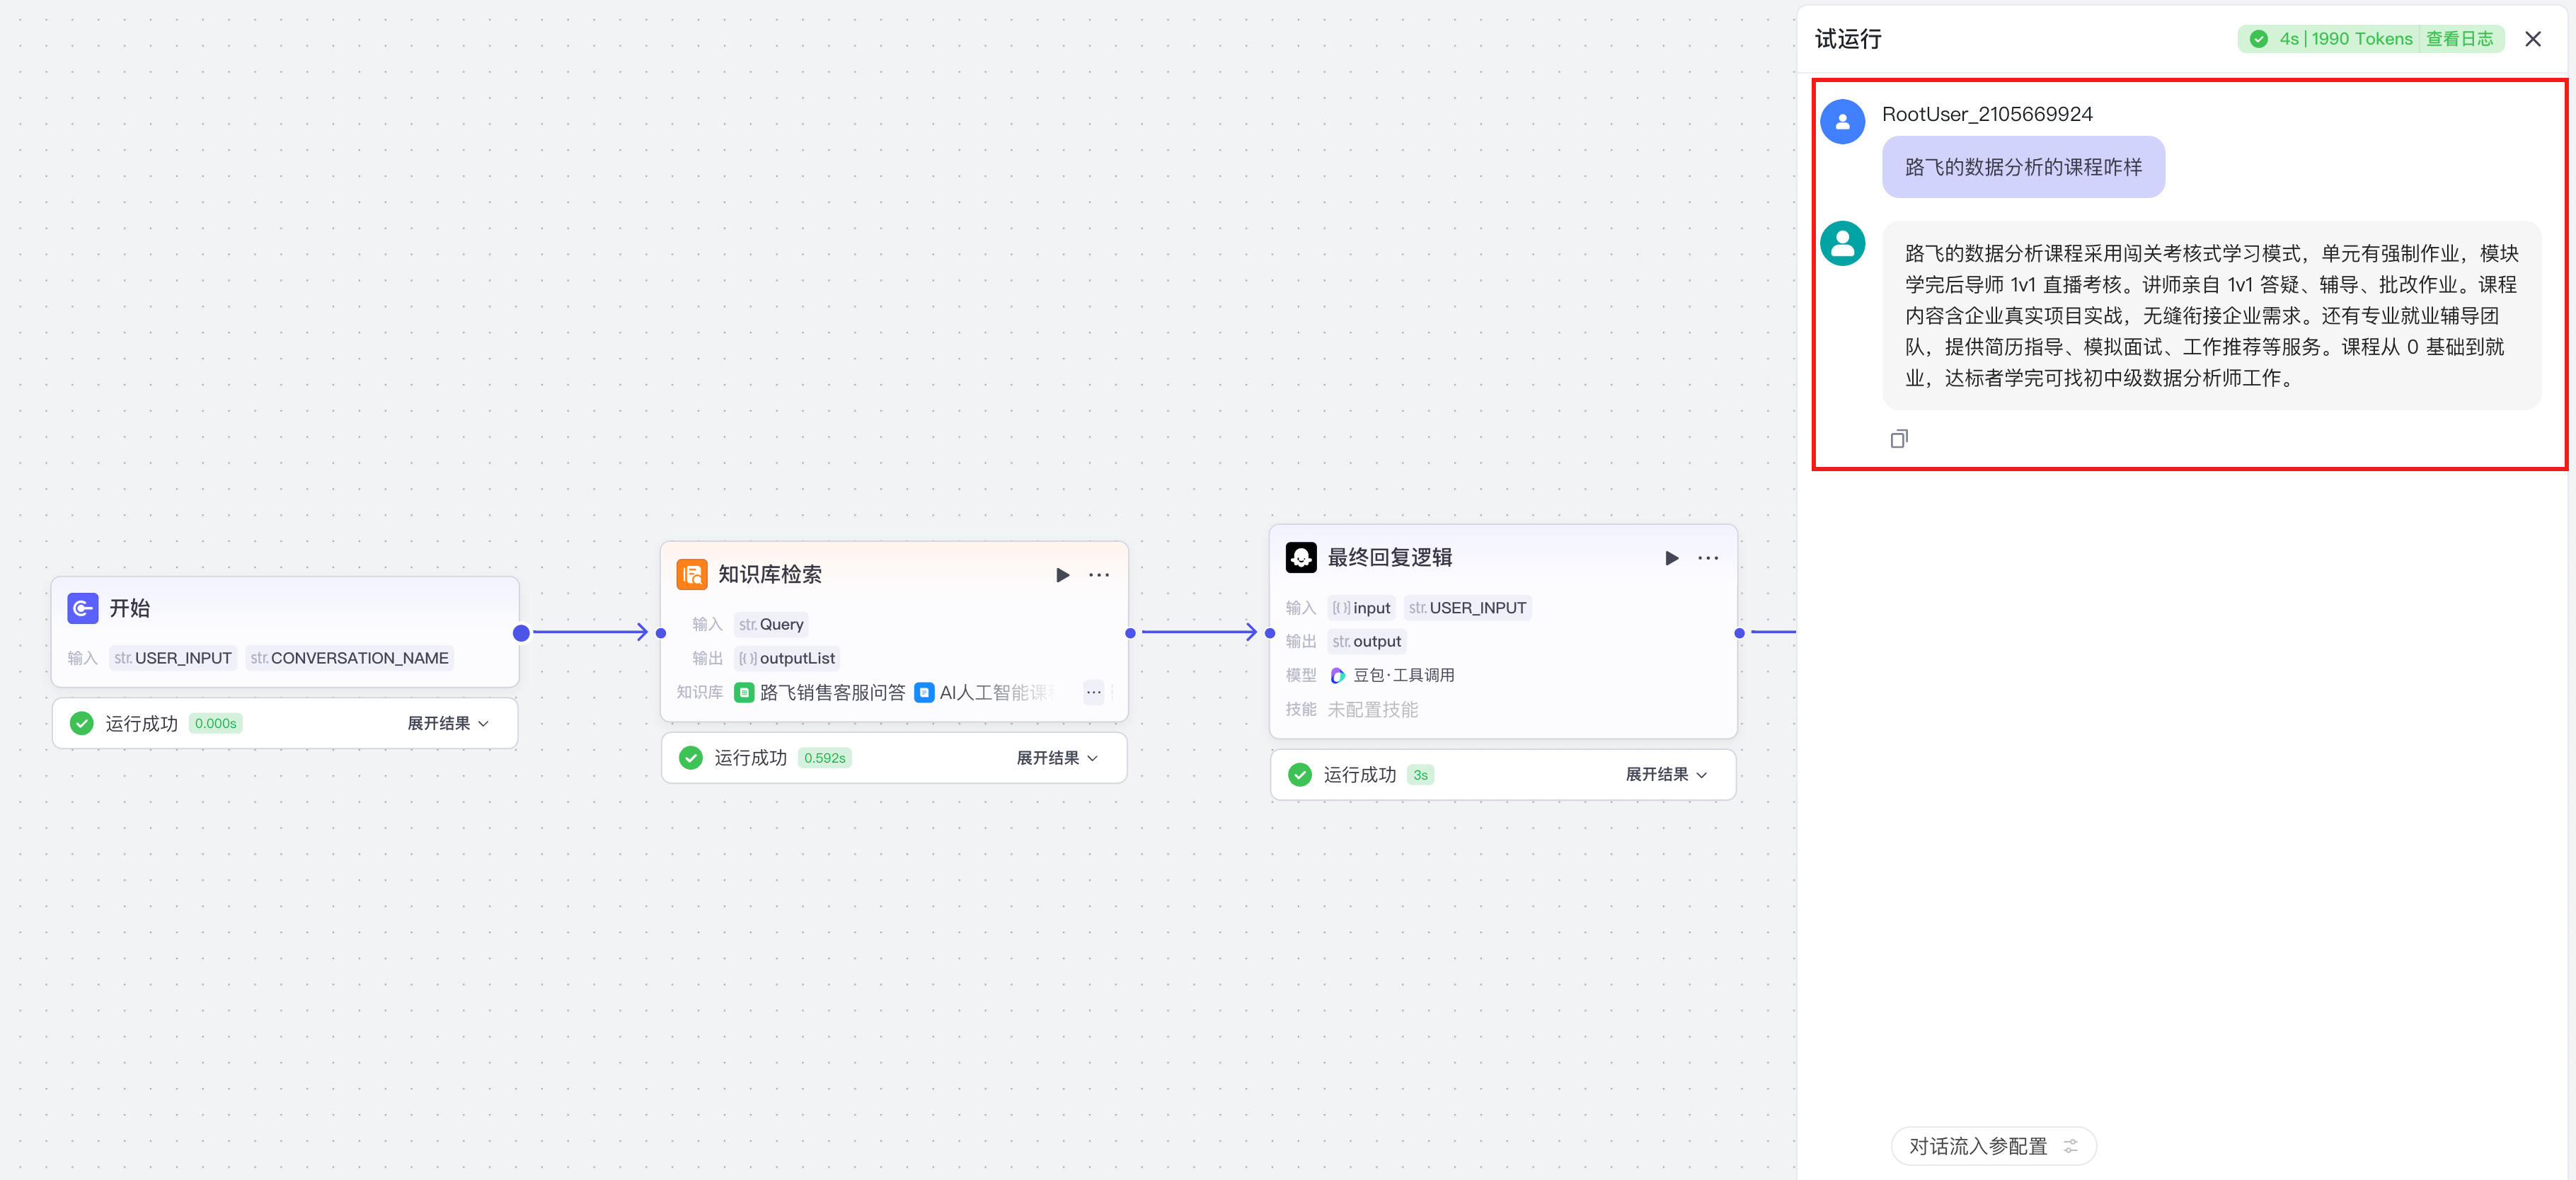 试运行
4s | 1990 Tokens 查看日志
RootUser_2105669924
路飞的数据分析的课程咋样
路飞的数据分析课程采用闯关考核式学习模式，单元有强制作业，模块
学完后导师 1v1 直播考核。讲师亲自 1v1 答疑、辅导、批改作业。课程
内容含企业真实项目实战，无缝衔接企业需求。还有专业就业辅导团
队，提供简历指导、模拟面试、工作推荐等服务。课程从 0 基础到就
业，达标者学完可找初中级数据分析师工作。
开始
输入 str. USER_INPUT str. CONVERSATION_NAME
运行成功 0.000s 展开结果
知识库检索
输入 str. Query
输出 [()] outputList
知识库 路飞销售客服问答 AI人工智能课 ...
运行成功 0.592s 展开结果
最终回复逻辑
输入 [()] input str. USER_INPUT
输出 str. output
模型 豆包·工具调用
技能 未配置技能
运行成功 3s 展开结果
对话流入参配置